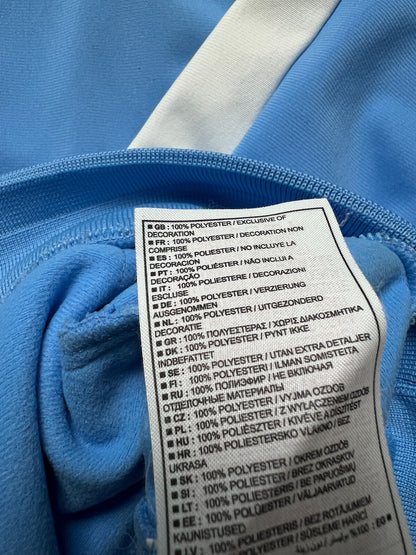 ■ GB : 100% POLYESTER / EXCLUSIVE OF
DECORATION
■ FR : 100% POLYESTER / DECORATION NON
COMPRISE
■ ES : 100% POLIESTER / NO INCLUYE LA
DECORACION
■ PT : 100% POLIÉSTER / NÃO INCLUI A
DECORAÇÃO
■ IT : 100% POLIESTERE / DECORAZIONI
ESCLUSE
■ DE : 100% POLYESTER / VERZIERUNG
AUSGENOMMEN
■ NL : 100% POLYESTER / UITGEZONDERD
DECORATIE
■ GR : 100% ΠΟΛΥΕΣΤΕΡΑΣ / ΧΩΡΙΣ ΔΙΑΚΟΣΜΗΤΙΚΑ
■ DK : 100% POLYESTER / PYNT IKKE
INDBEFATTET
■ SE : 100% POLYESTER / UTAN EXTRA DETALJER
■ FI : 100% POLYESTERI / ILMAN SOMISTEITA
■ RU : 100% ПОЛИЭФИР / НЕ ВКЛЮЧАЯ
ОТДЕЛОЧНЫЕ МАТЕРИАЛЫ
■ CZ : 100% POLYESTER / VYJMA OZDOB
■ PL : 100% POLIESTER / Z WYŁĄCZENIEM OZDÓB
■ HU : 100% POLIÉSZTER / KIVÉVE A DÍSZÍTÉST
■ HR : 100% POLIESTERSKO VLAKNO / BEZ
UKRASA
■ SK : 100% POLYESTER / OKREM OZDÔB
■ SI : 100% POLIESTER / BREZ OKRASKOV
■ LT : 100% POLIESTERIS / BE PAPUOŠIMŲ
■ EE : 100% POLÜESTER / VÄLJAARVATUD
KAUNISTUSED
■ LV : 100% POLIESTERIS / BEZ ROTĀJUMIEM
100% POLYESTER / SÜSLEME HARİÇ